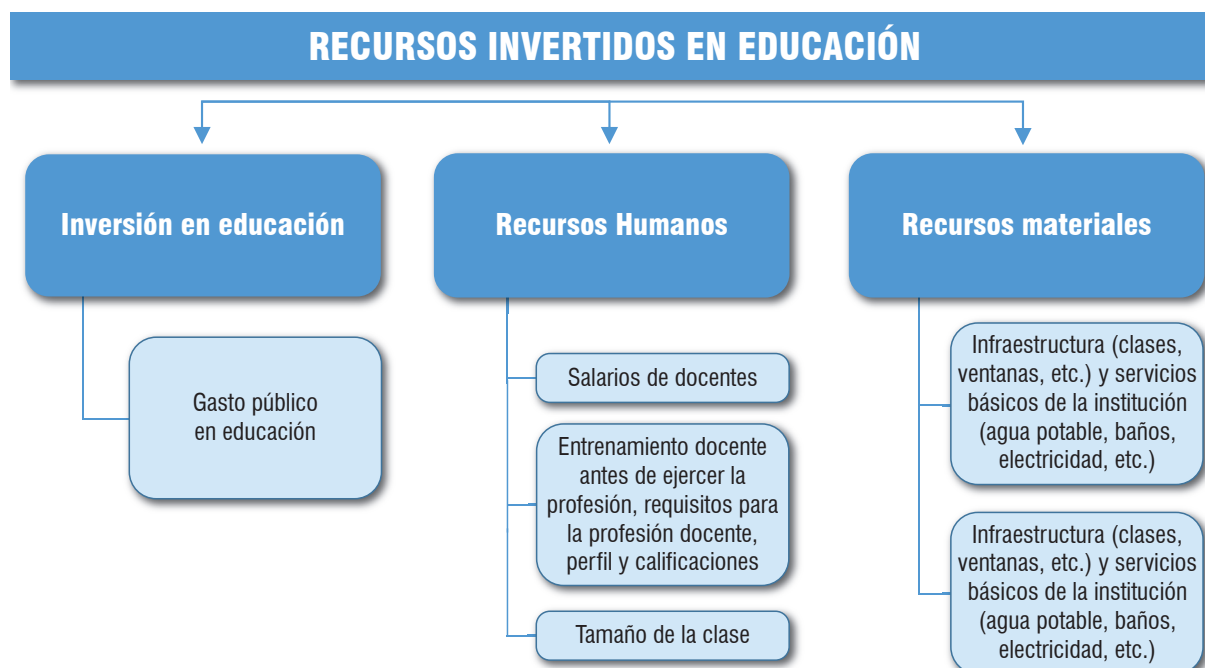 RECURSOS INVERTIDOS EN EDUCACIÓN
Inversión en educación
Gasto público
en educación
Recursos Humanos
Salarios de docentes
Entrenamiento docente
antes de ejercer la
profesión, requisitos para
la profesión docente,
perfil y calificaciones
Tamaño de la clase
Recursos materiales
Infraestructura (clases,
ventanas, etc.) y servicios
básicos de la institución
(agua potable, baños,
electricidad, etc.)
Infraestructura (clases,
ventanas, etc.) y servicios
básicos de la institución
(agua potable, baños,
electricidad, etc.)